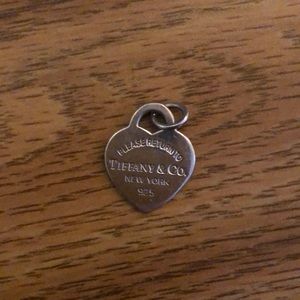 PLEASE RETURN TO
TIFFANY & CO.
NEW YORK
925